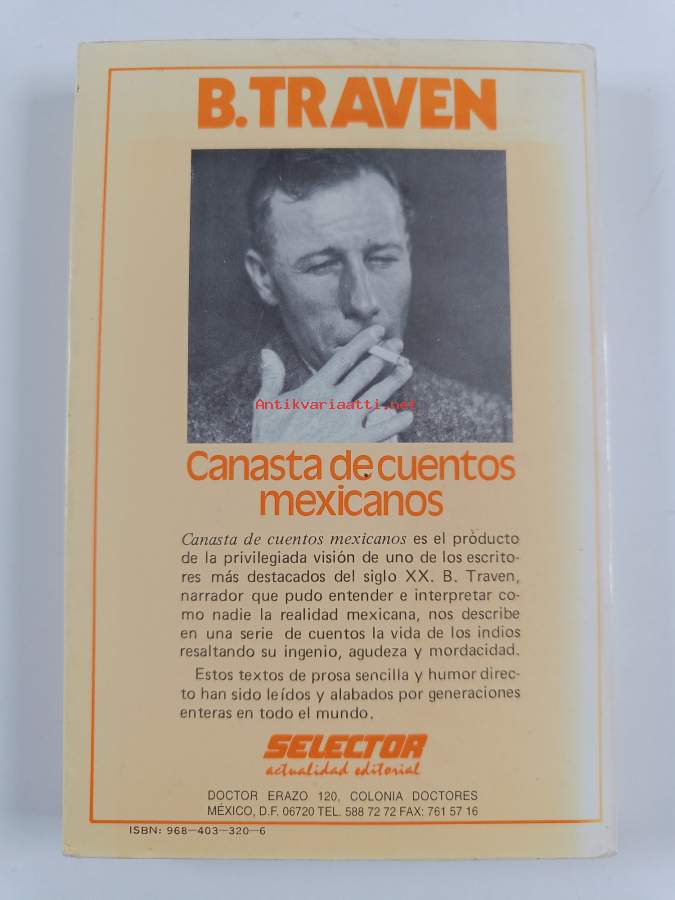 B. TRAVEN
Antikvariaatti.net
Canasta de cuentos
mexicanos
Canasta de cuentos mexicanos es el producto
de la privilegiada visión de uno de los escrito-
res más destacados del siglo XX. B. Traven,
narrador que pudo entender e interpretar co-
mo nadie la realidad mexicana, nos describe
en una serie de cuentos la vida de los indios
resaltando su ingenio, agudeza y mordacidad.
Estos textos de prosa sencilla y humor direc-
to han sido leídos y alabados por generaciones
enteras en todo el mundo.
SELECTOR
actualidad editorial
DOCTOR ERAZO 120, COLONIA DOCTORES
MÉXICO, D.F. 06720 TEL. 588 72 72 FAX: 761 57 16
ISBN: 968-403-320-6